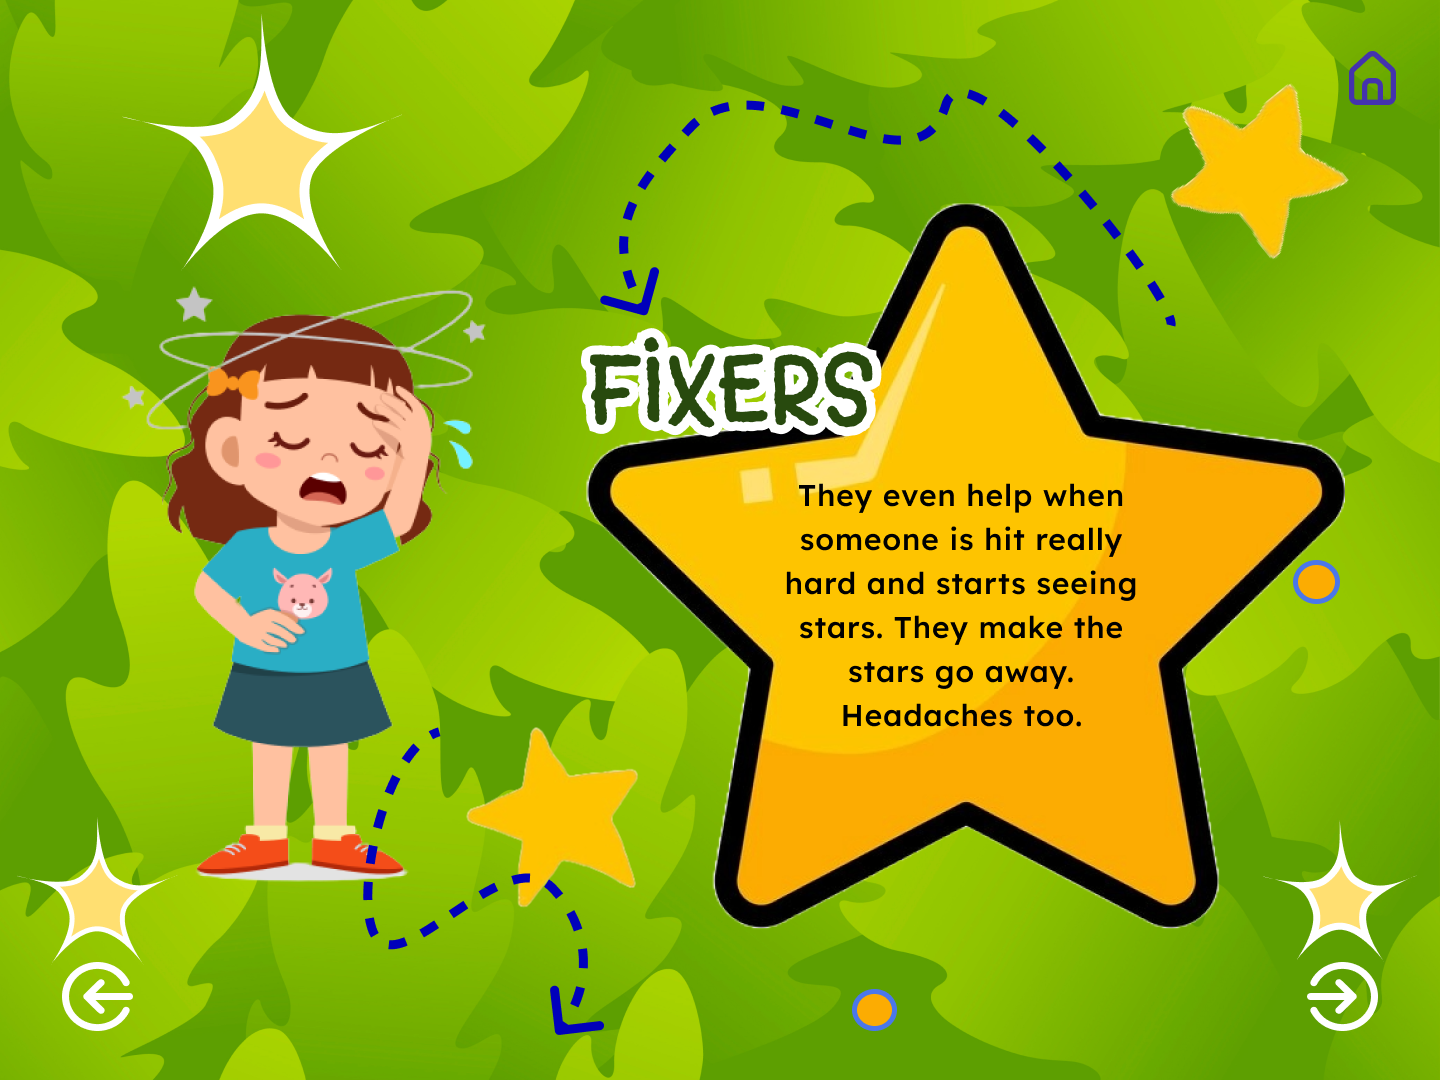 FiXERS
They even help when
someone is hit really
hard and starts seeing
stars. They make the
stars go away.
Headaches too.